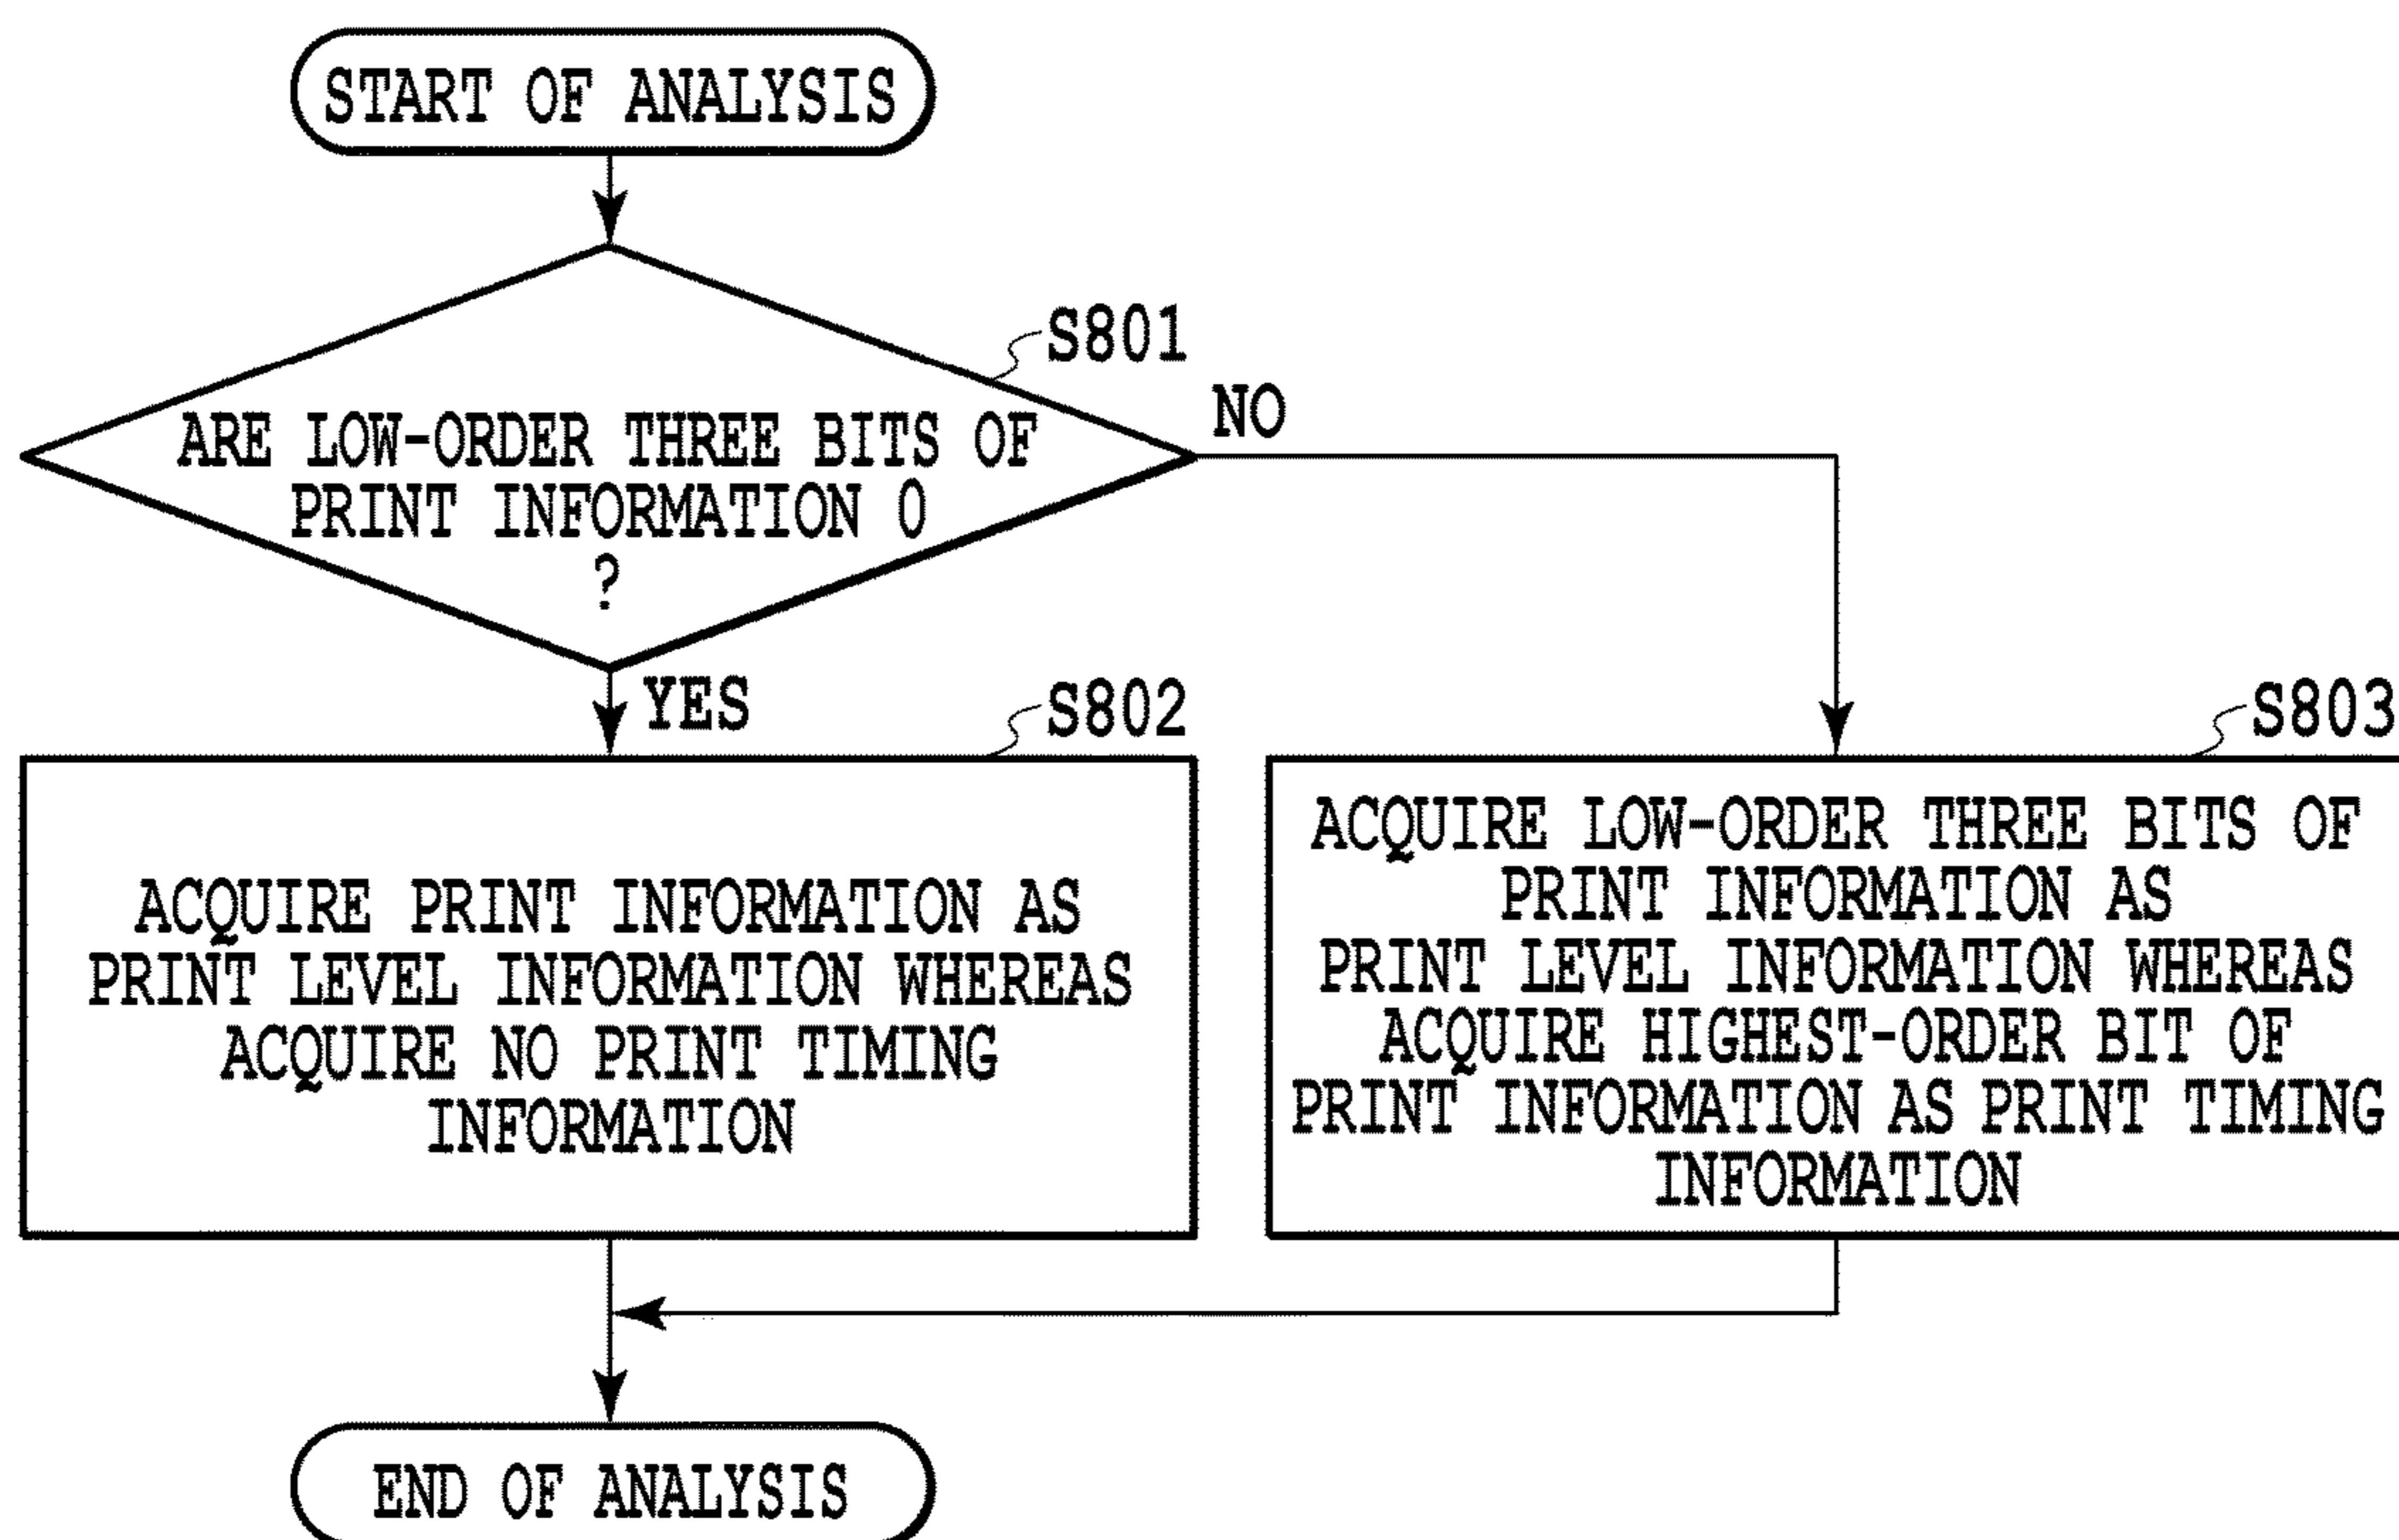 START OF ANALYSIS
S801
ARE LOW-ORDER THREE BITS OF
PRINT INFORMATION 0
?
NO
YES
S802
ACQUIRE PRINT INFORMATION AS
PRINT LEVEL INFORMATION WHEREAS
ACQUIRE NO PRINT TIMING
INFORMATION
S803
ACQUIRE LOW-ORDER THREE BITS OF
PRINT INFORMATION AS
PRINT LEVEL INFORMATION WHEREAS
ACQUIRE HIGHEST-ORDER BIT OF
PRINT INFORMATION AS PRINT TIMING
INFORMATION
END OF ANALYSIS